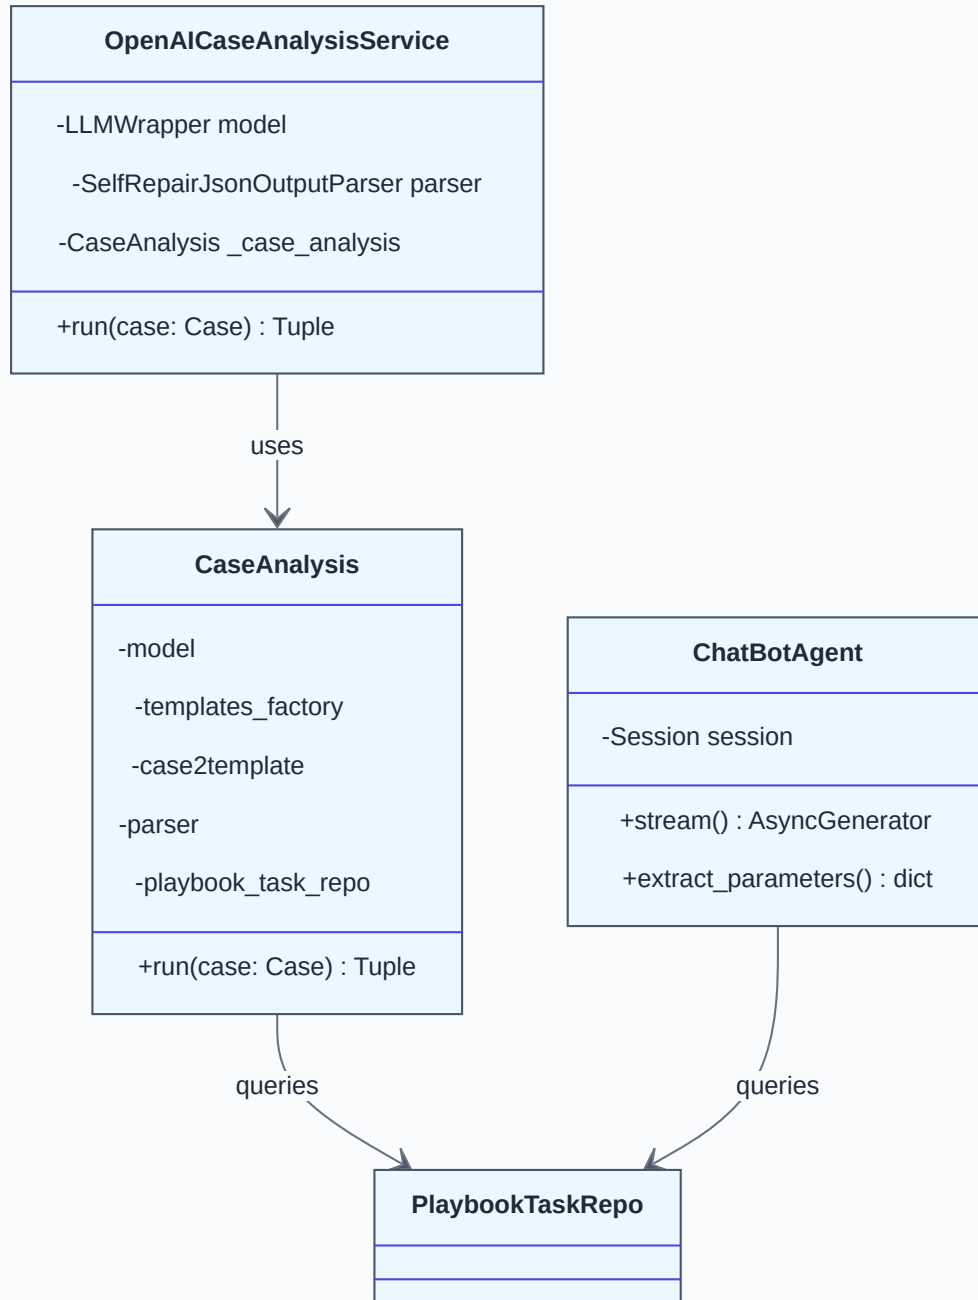 OpenAICaseAnalysisService
-LLMWrapper model
-SelfRepairJsonOutputParser parser
-CaseAnalysis _case_analysis
+run(case: Case) : Tuple
uses
CaseAnalysis
-model
-templates_factory
-case2template
-parser
-playbook_task_repo
+run(case: Case) : Tuple
ChatBotAgent
-Session session
+stream() : AsyncGenerator
+extract_parameters() : dict
queries
queries
PlaybookTaskRepo